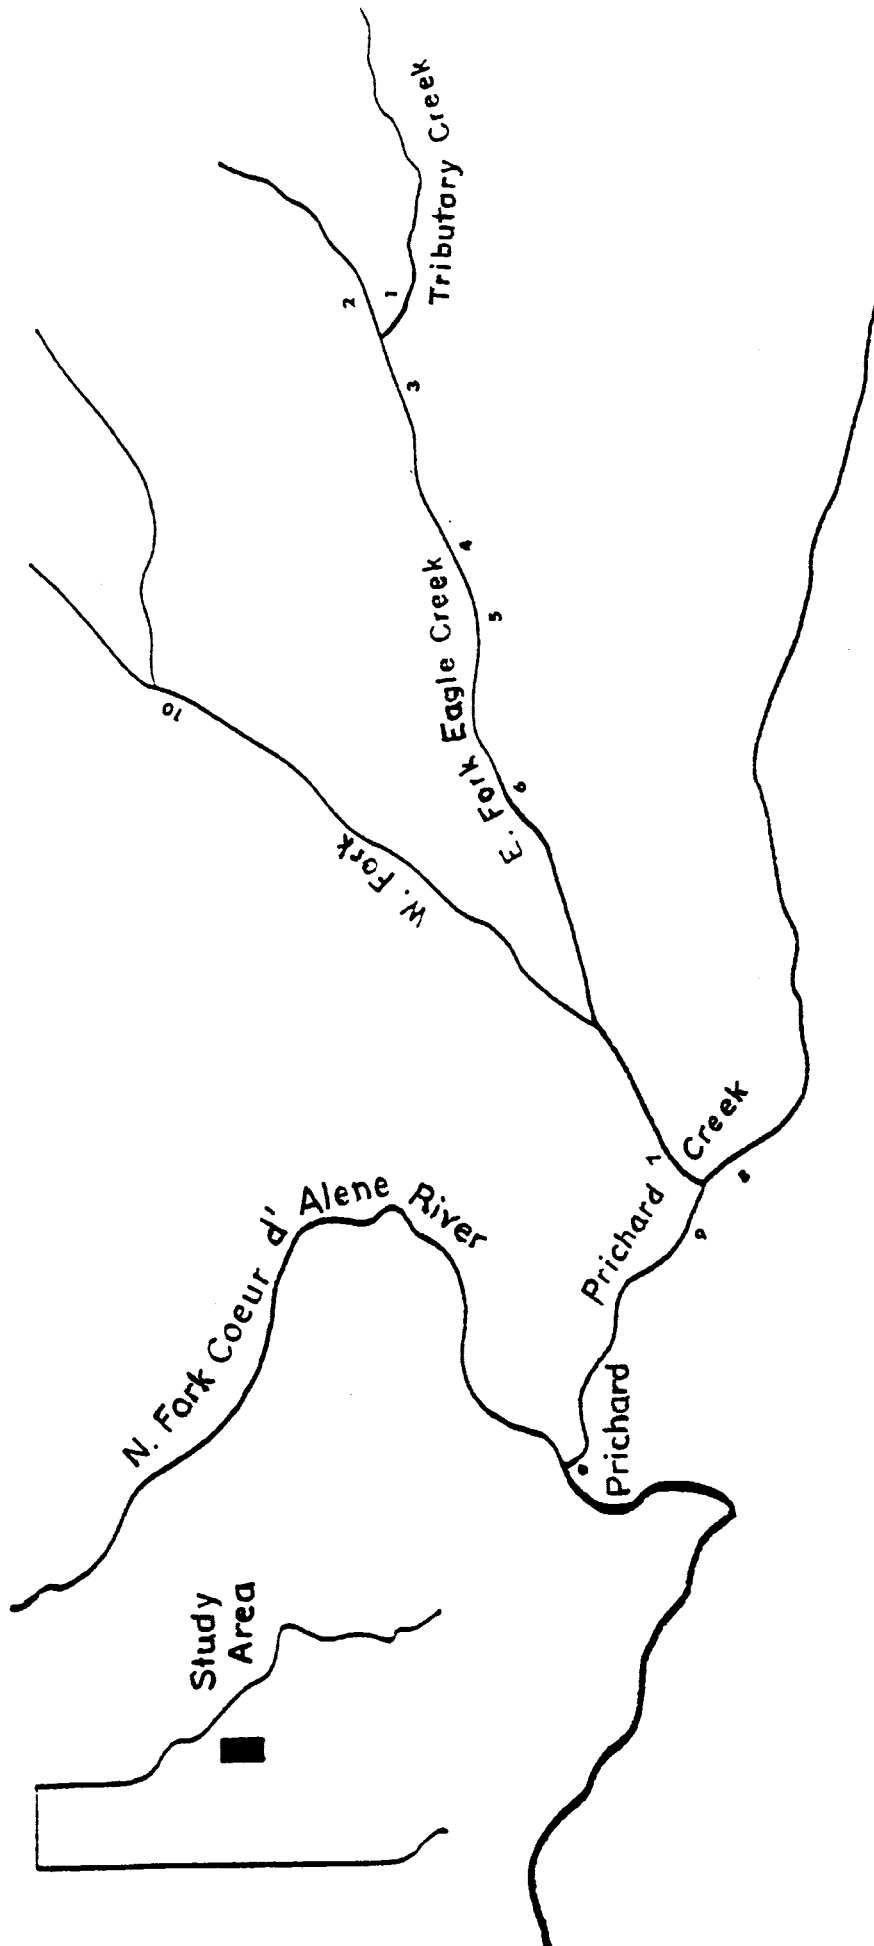 Tributary Creek
2
1
3
4
5
E. Fork Eagle Creek
6
10
W. Fork
7
Prichard Creek
8
9
N. Fork Coeur d' Alene River
Prichard
Study
Area